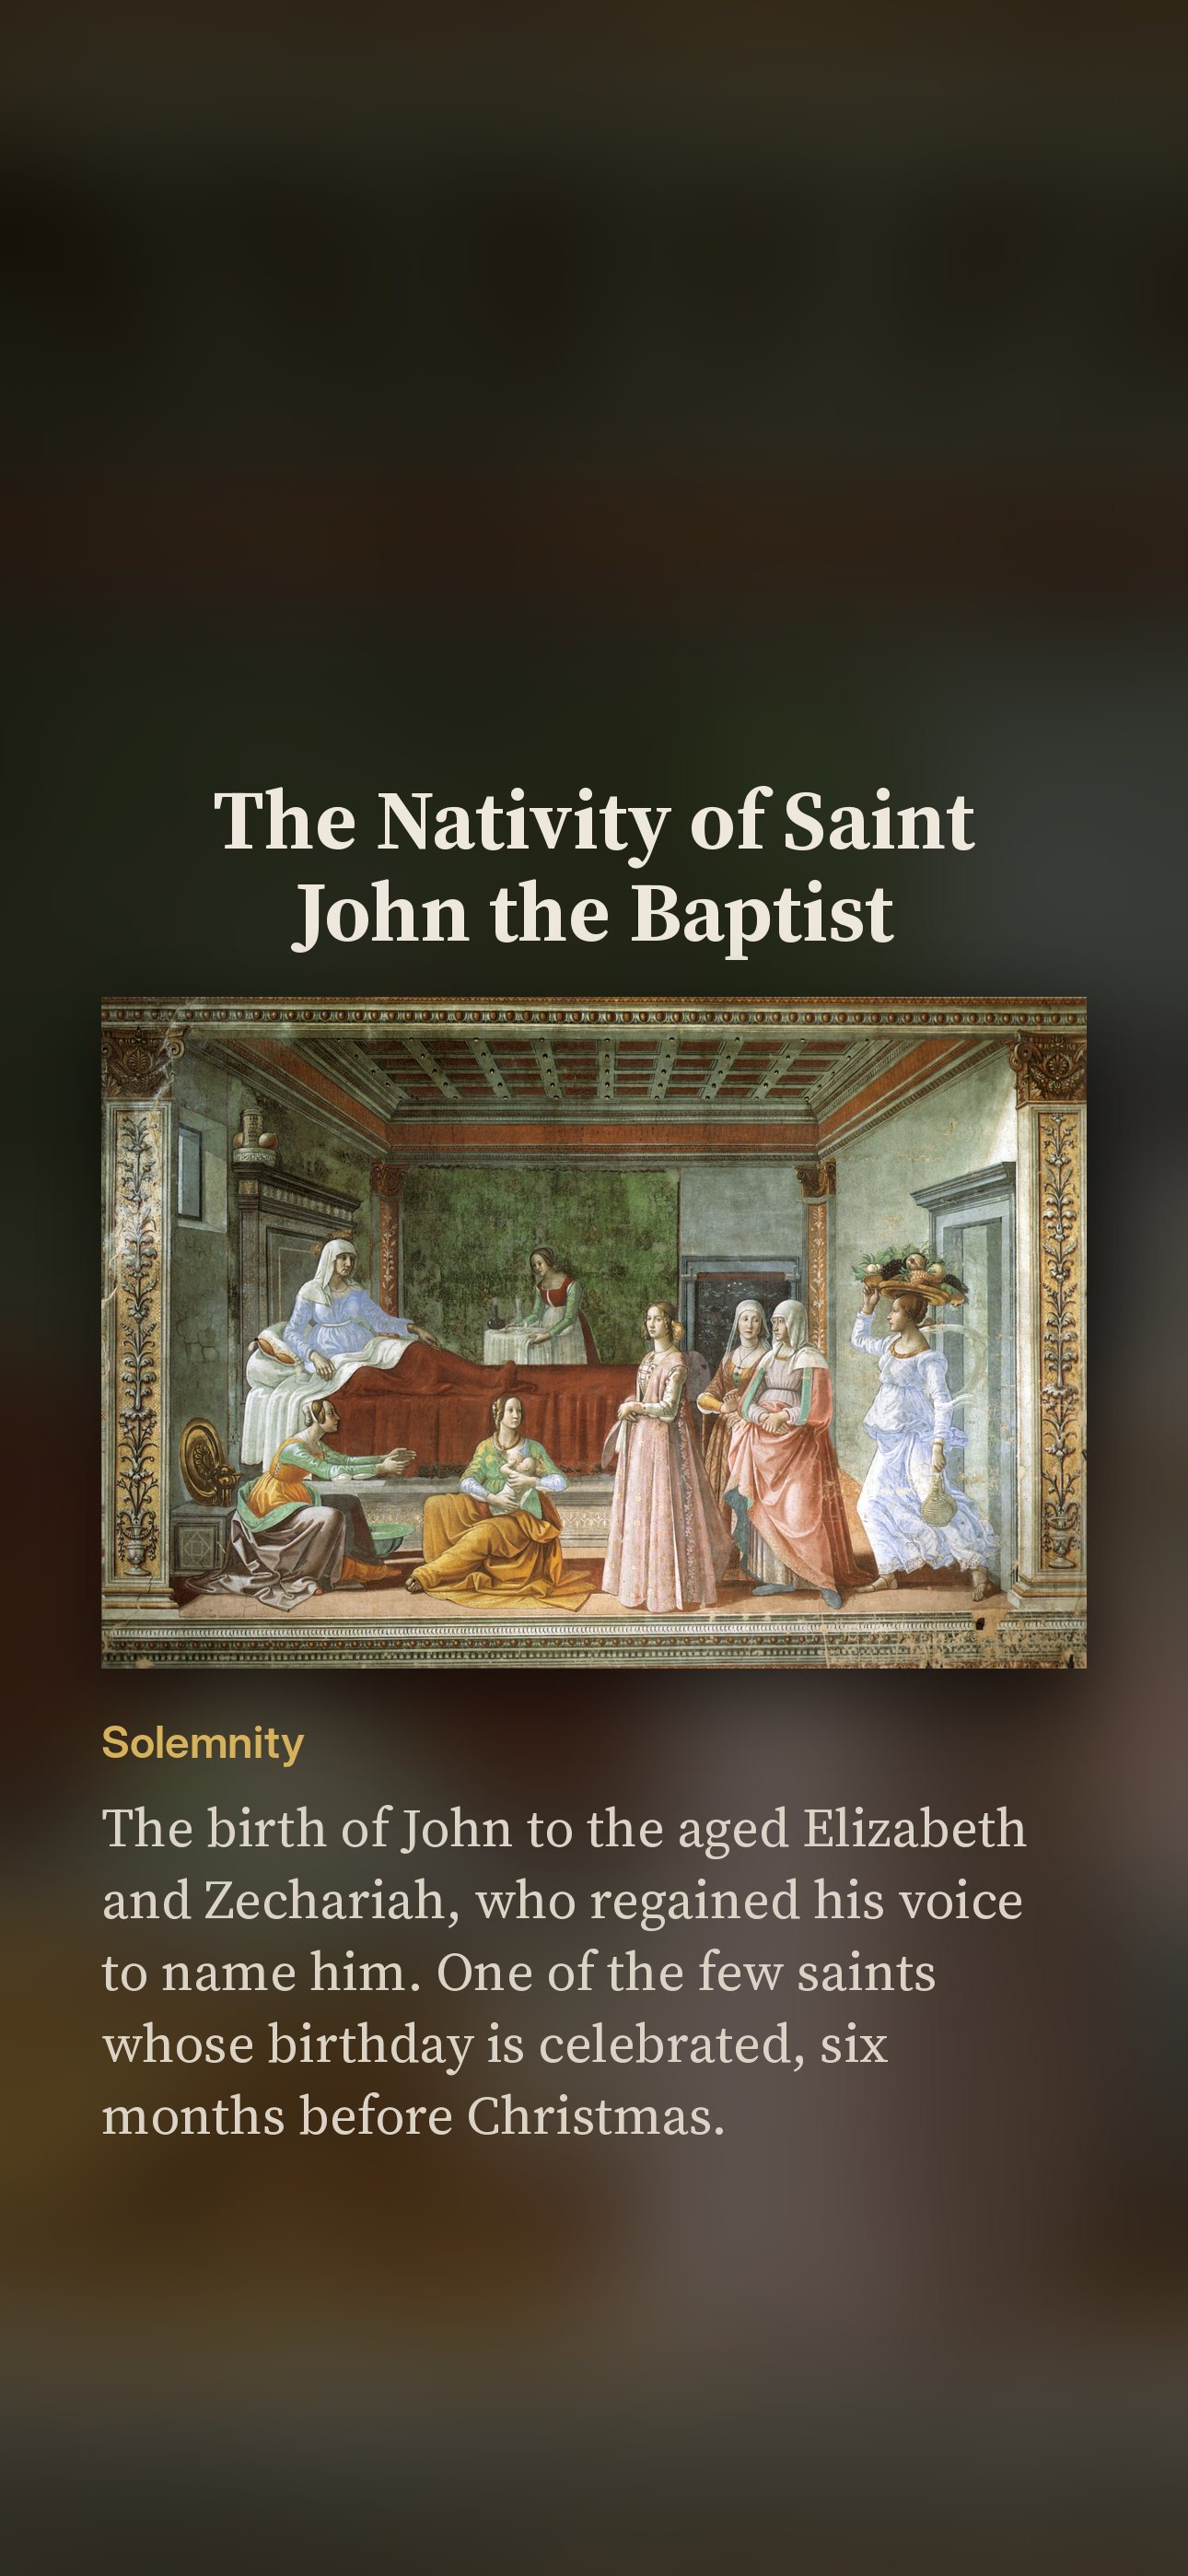 The Nativity of Saint
John the Baptist
Solemnity
The birth of John to the aged Elizabeth
and Zechariah, who regained his voice
to name him. One of the few saints
whose birthday is celebrated, six
months before Christmas.